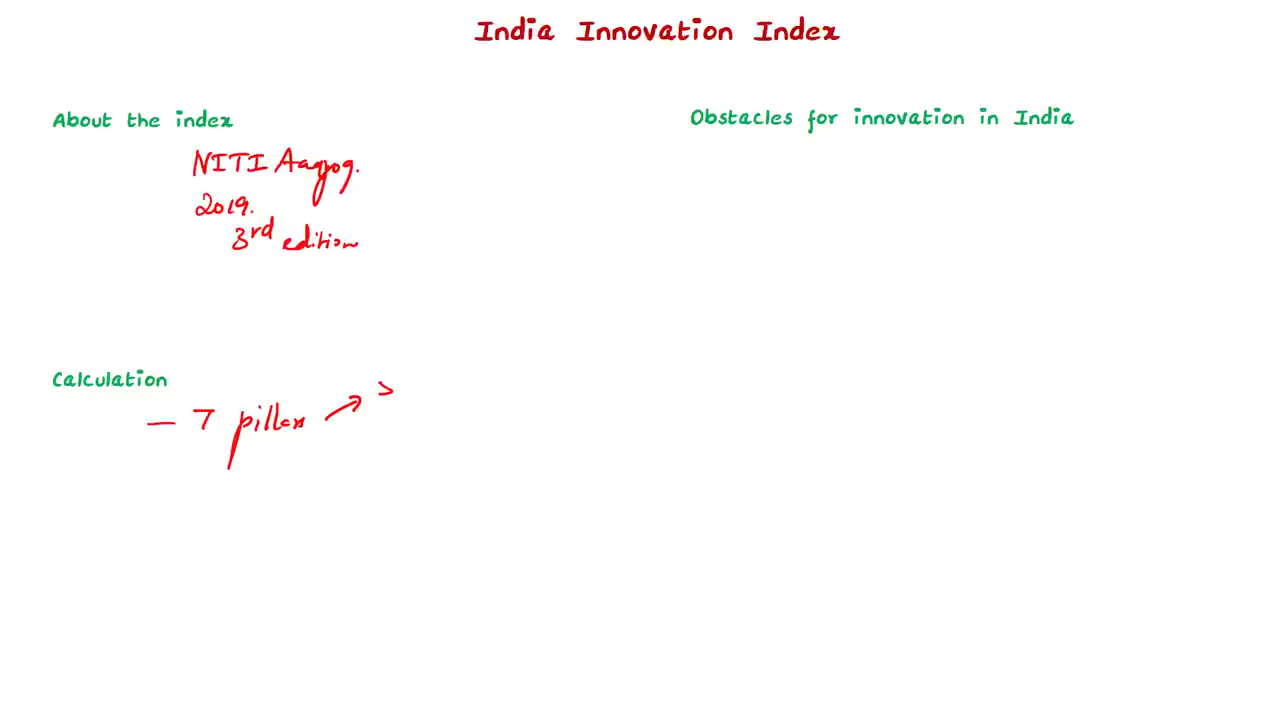 India Innovation Index
About the index
NITI Aayog.
2019.
3rd edition
Calculation
— 7 pillars →
Obstacles for innovation in India